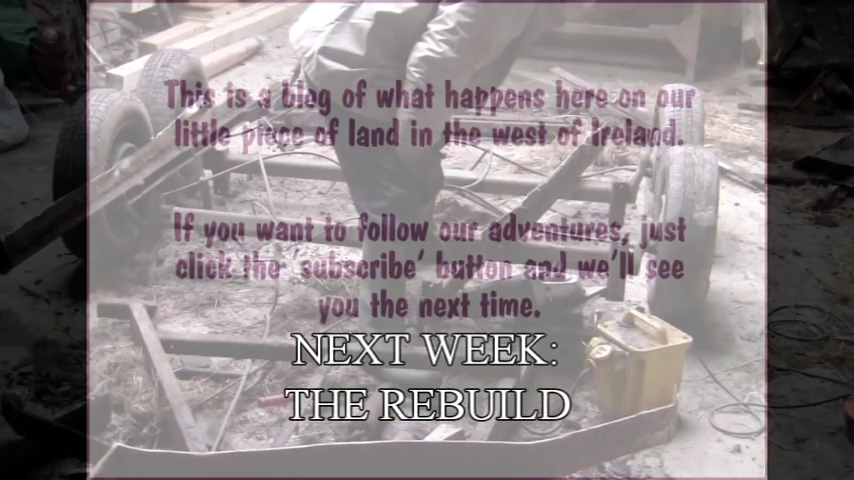 This is a blog of what happens here on our
little piece of land in the west of Ireland.
If you want to follow our adventures, just
click the 'subscribe' button and we'll see
you the next time.
NEXT WEEK:
THE REBUILD